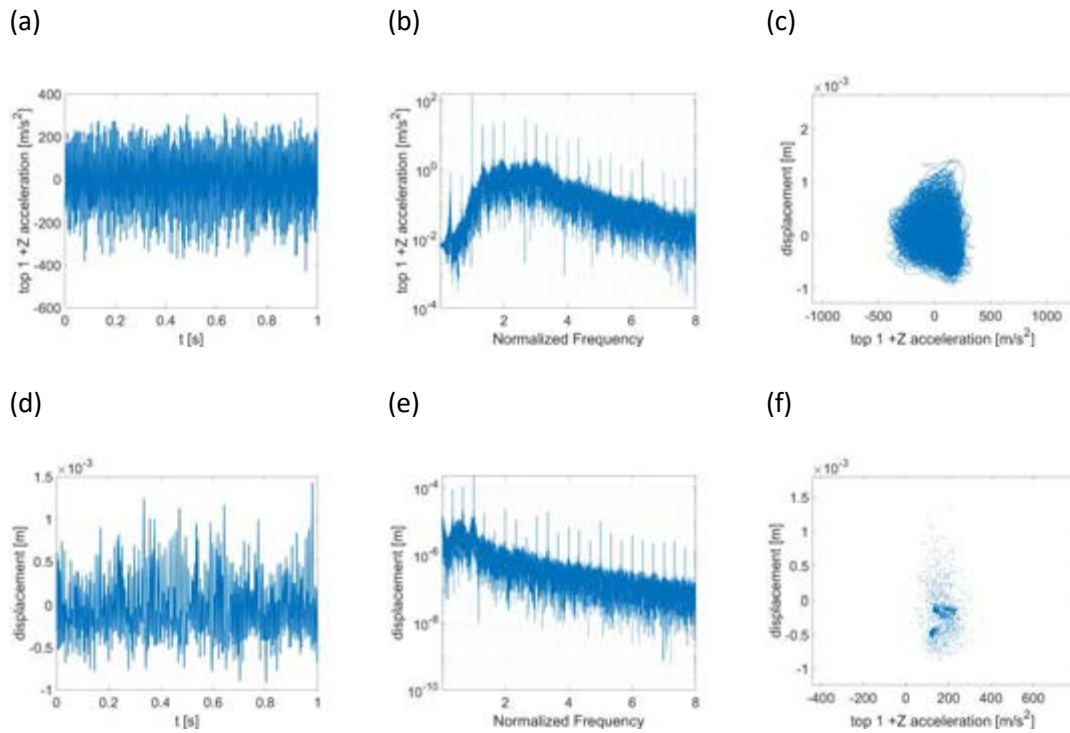 (a) (b) (c)
top 1 +Z acceleration [m/s²]
600
400
200
0
-200
-400
-600
0 0.2 0.4 0.6 0.8 1
t [s]
top 1 +Z acceleration [m/s²]
10²
10⁰
10⁻²
10⁻⁴
2 4 6 8
Normalized Frequency
×10⁻³
displacement [m]
2
1
0
-1
-1000 -500 0 500 1000
top 1 +Z acceleration [m/s²]
(d) (e) (f)
×10⁻³
displacement [m]
1.5
1
0.5
0
-0.5
-1
0 0.2 0.4 0.6 0.8 1
t [s]
displacement [m]
10⁻⁴
10⁻⁶
10⁻⁸
10⁻¹⁰
2 4 6 8
Normalized Frequency
×10⁻³
displacement [m]
1.5
1
0.5
0
-0.5
-1
-400 -200 0 200 400 600
top 1 +Z acceleration [m/s²]